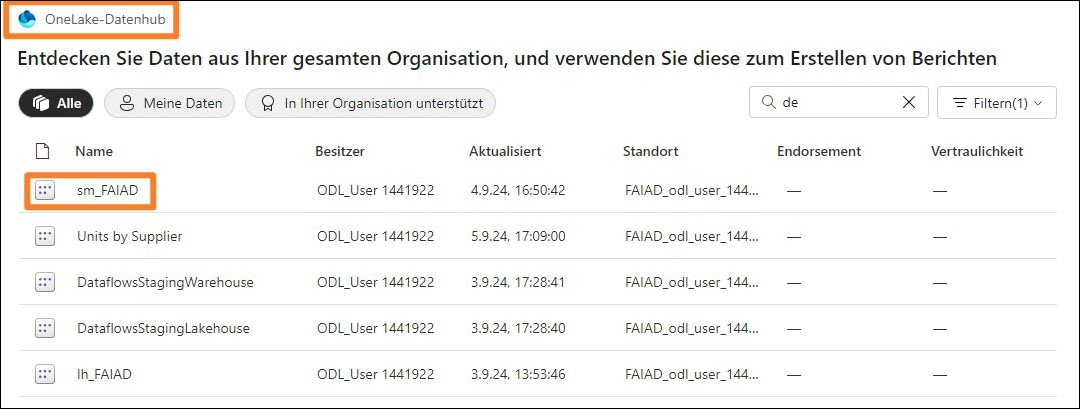 OneLake-Datenhub
Entdecken Sie Daten aus Ihrer gesamten Organisation, und verwenden Sie diese zum Erstellen von Berichten
Alle Meine Daten In Ihrer Organisation unterstützt de Filtern(1)
Name Besitzer Aktualisiert Standort Endorsement Vertraulichkeit
sm_FAIAD ODL_User 1441922 4.9.24, 16:50:42 FAIAD_odl_user_144... — —
Units by Supplier ODL_User 1441922 5.9.24, 17:09:00 FAIAD_odl_user_144... — —
DataflowsStagingWarehouse ODL_User 1441922 3.9.24, 17:28:41 FAIAD_odl_user_144... — —
DataflowsStagingLakehouse ODL_User 1441922 3.9.24, 17:28:40 FAIAD_odl_user_144... — —
lh_FAIAD ODL_User 1441922 3.9.24, 13:53:46 FAIAD_odl_user_144... — —